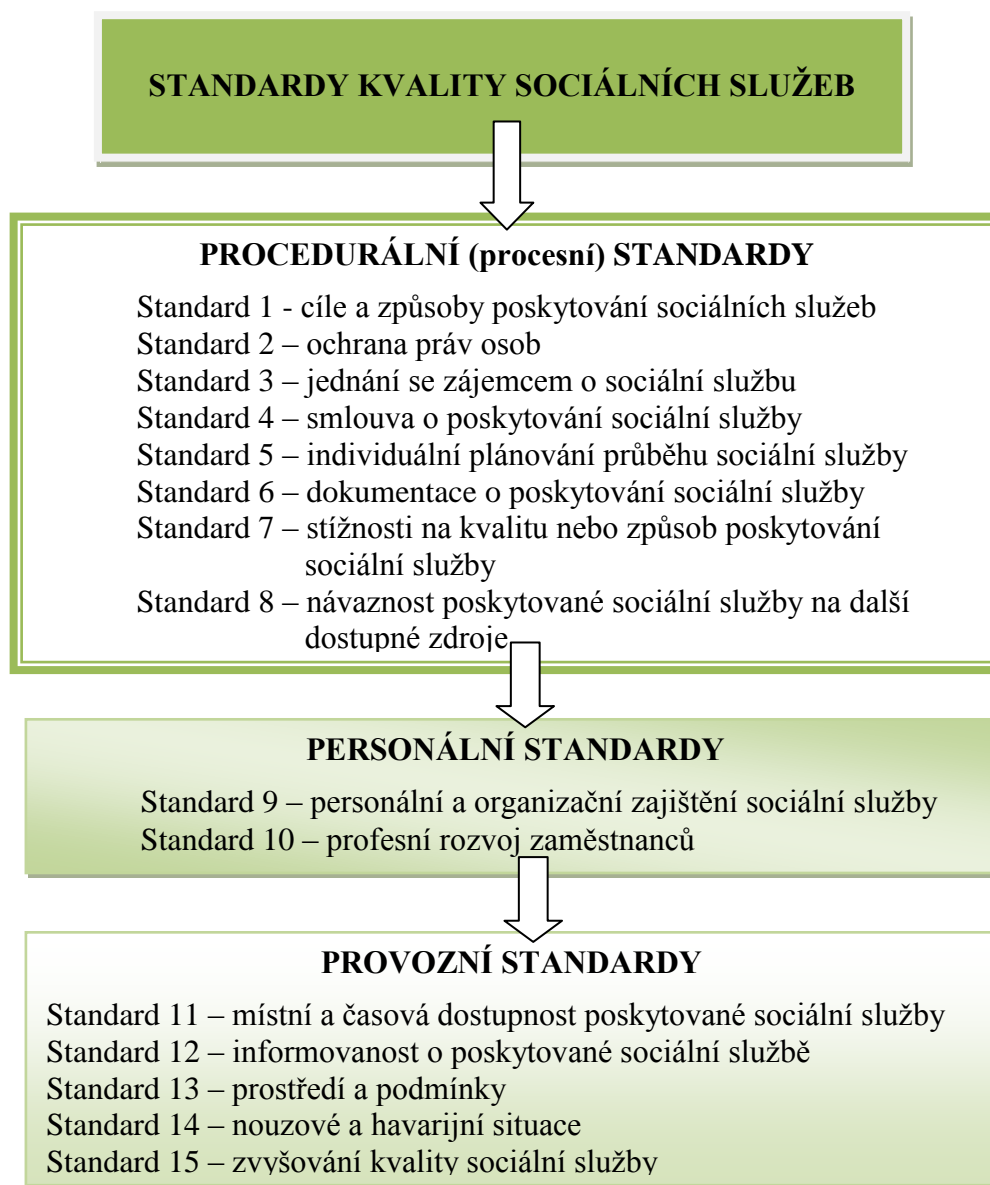 STANDARDY KVALITY SOCIÁLNÍCH SLUŽEB
PROCEDURÁLNÍ (procesní) STANDARDY
Standard 1 - cíle a způsoby poskytování sociálních služeb
Standard 2 – ochrana práv osob
Standard 3 – jednání se zájemcem o sociální službu
Standard 4 – smlouva o poskytování sociální služby
Standard 5 – individuální plánování průběhu sociální služby
Standard 6 – dokumentace o poskytování sociální služby
Standard 7 – stížnosti na kvalitu nebo způsob poskytování
sociální služby
Standard 8 – návaznost poskytované sociální služby na další
dostupné zdroje
PERSONÁLNÍ STANDARDY
Standard 9 – personální a organizační zajištění sociální služby
Standard 10 – profesní rozvoj zaměstnanců
PROVOZNÍ STANDARDY
Standard 11 – místní a časová dostupnost poskytované sociální služby
Standard 12 – informovanost o poskytované sociální službě
Standard 13 – prostředí a podmínky
Standard 14 – nouzové a havarijní situace
Standard 15 – zvyšování kvality sociální služby